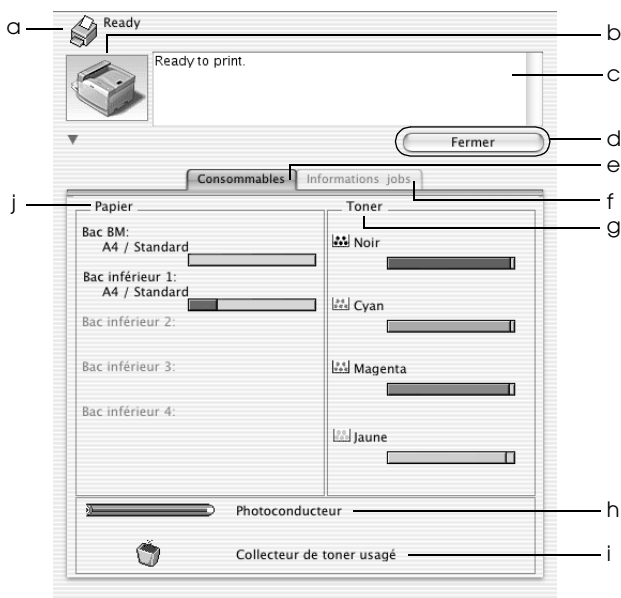 a
Ready
b
Ready to print.
c
Fermer
d
Consommables
Informations jobs
e
f
j
Papier
Toner
g
Bac BM:
A4 / Standard
Bac inférieur 1:
A4 / Standard
Bac inférieur 2:
Bac inférieur 3:
Bac inférieur 4:
Noir
Cyan
Magenta
Jaune
Photoconducteur
h
Collecteur de toner usagé
i